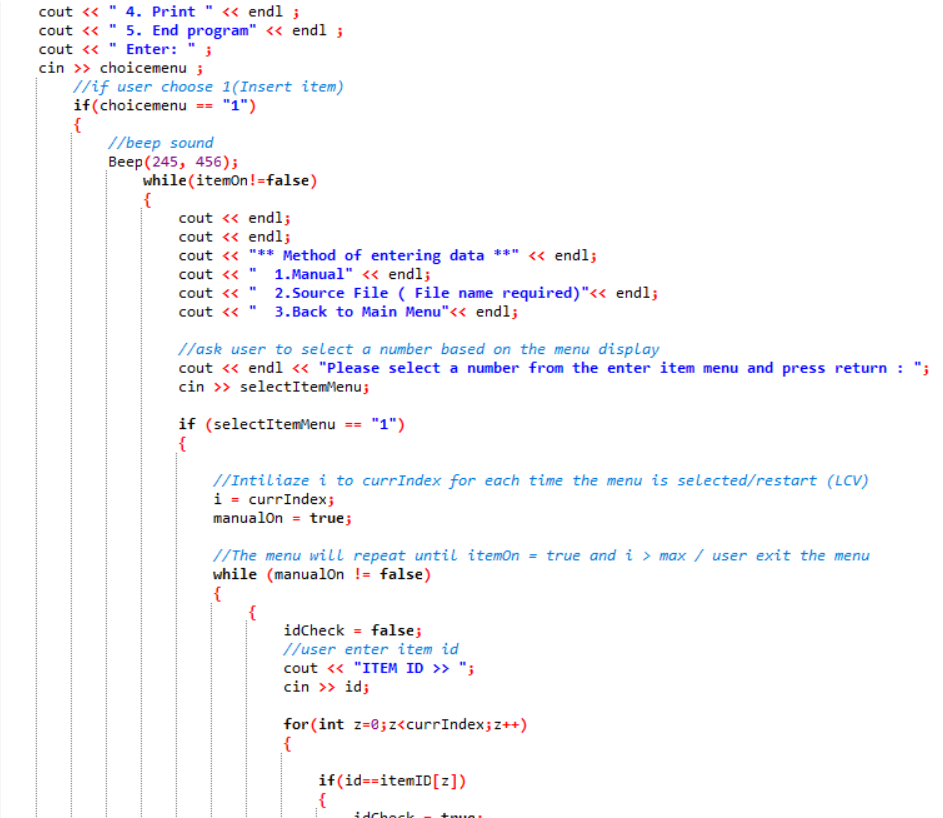 cout << " 4. Print " << endl ;
cout << " 5. End program" << endl ;
cout << " Enter: " ;
cin >> choicemenu ;
//if user choose 1(Insert item)
if(choicemenu == "1")
{
//beep sound
Beep(245, 456);
while(itemOn!=false)
{
cout << endl;
cout << endl;
cout << "** Method of entering data **" << endl;
cout << "  1.Manual" << endl;
cout << "  2.Source File ( File name required)"<< endl;
cout << "  3.Back to Main Menu"<< endl;
//ask user to select a number based on the menu display
cout << endl << "Please select a number from the enter item menu and press return : ";
cin >> selectItemMenu;
if (selectItemMenu == "1")
{
//Intiliaze i to currIndex for each time the menu is selected/restart (LCV)
i = currIndex;
manualOn = true;
//The menu will repeat until itemOn = true and i > max / user exit the menu
while (manualOn != false)
{
{
idCheck = false;
//user enter item id
cout << "ITEM ID >> ";
cin >> id;
for(int z=0;z<currIndex;z++)
{
if(id==itemID[z])
{
idCheck = true;